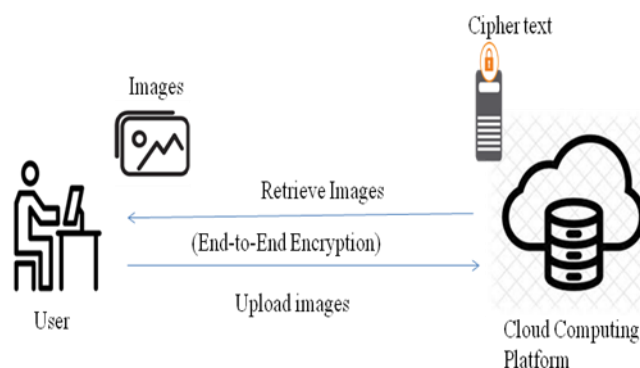 Cipher text
Images
Retrieve Images
(End-to-End Encryption)
Upload images
User
Cloud Computing
Platform